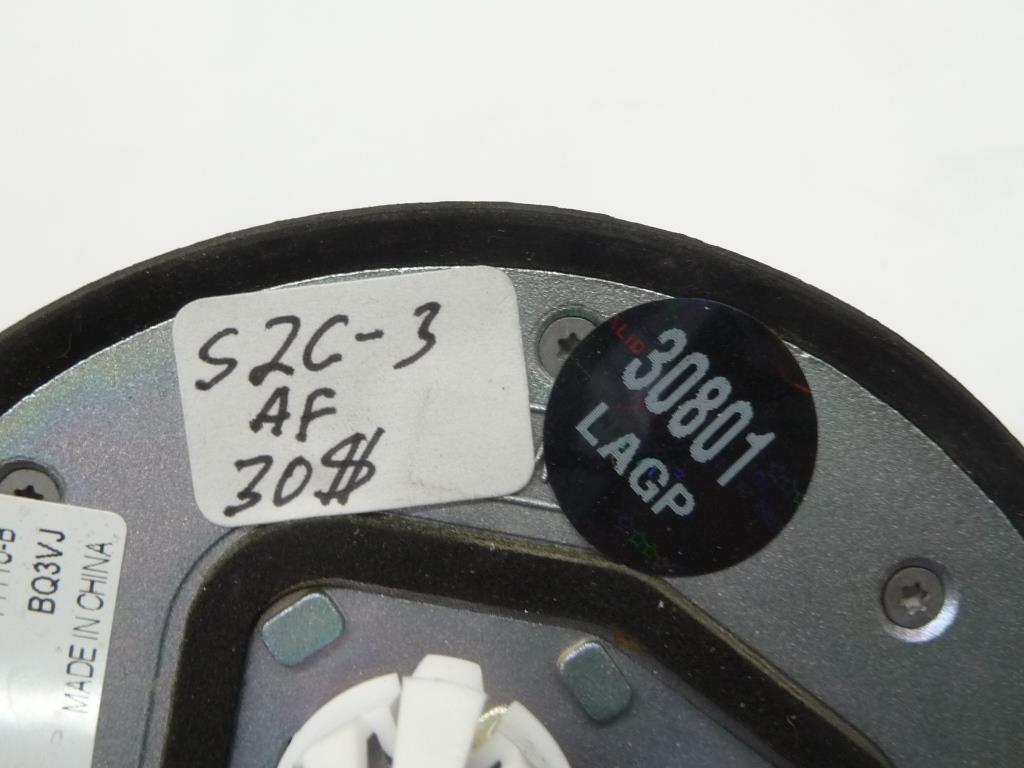 S2C-3
AF
30$
30801
LAGP
BQ3VJ
MADE IN CHINA